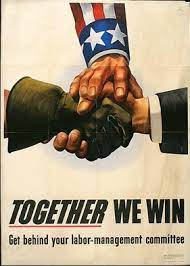 TOGETHER WE WIN
Get behind your labor-management committee